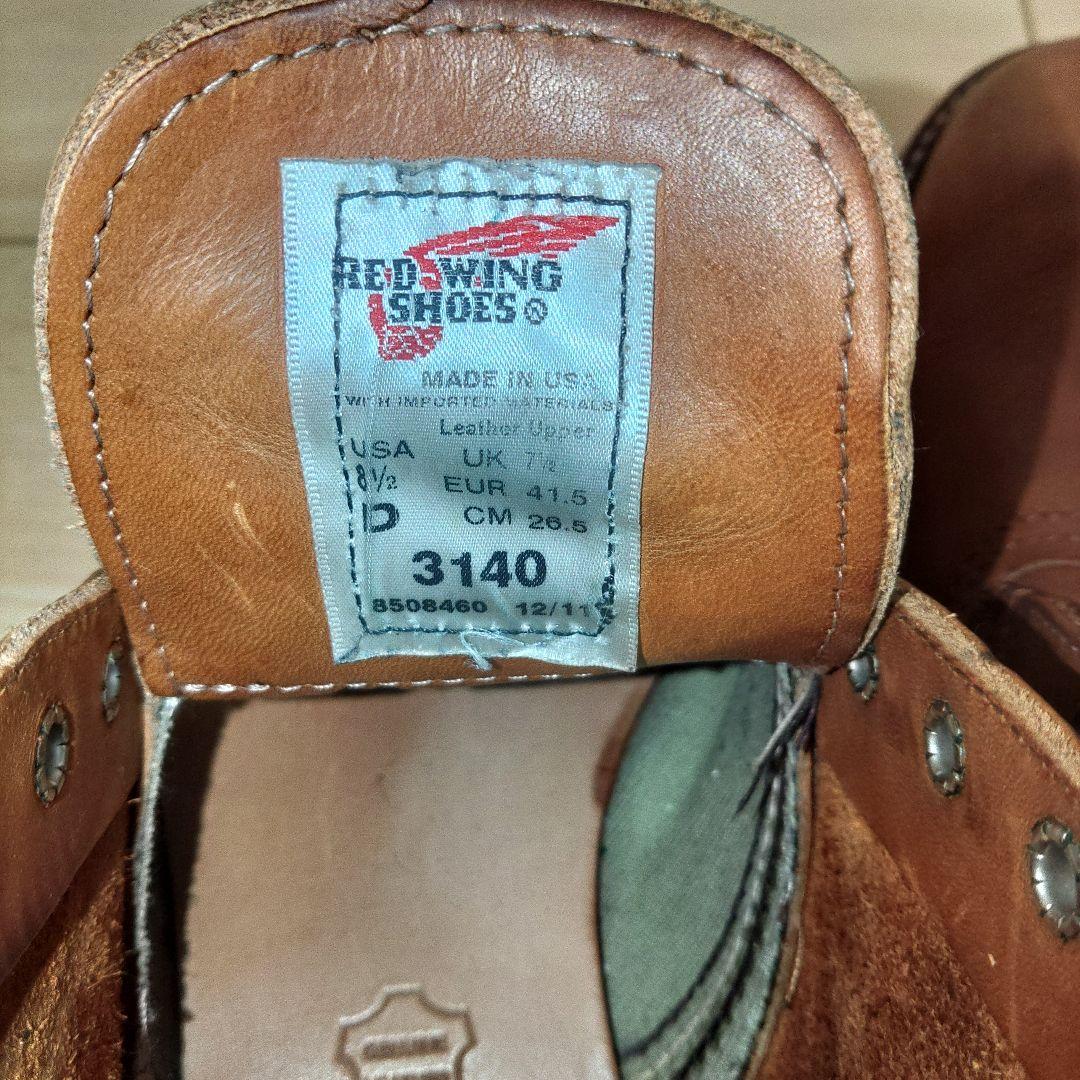 RED WING
SHOES®
MADE IN USA
WITH IMPORTED MATERIALS
Leather Upper
USA UK 7½
8½ EUR 41.5
D CM 26.5
3140
8508460 12/11